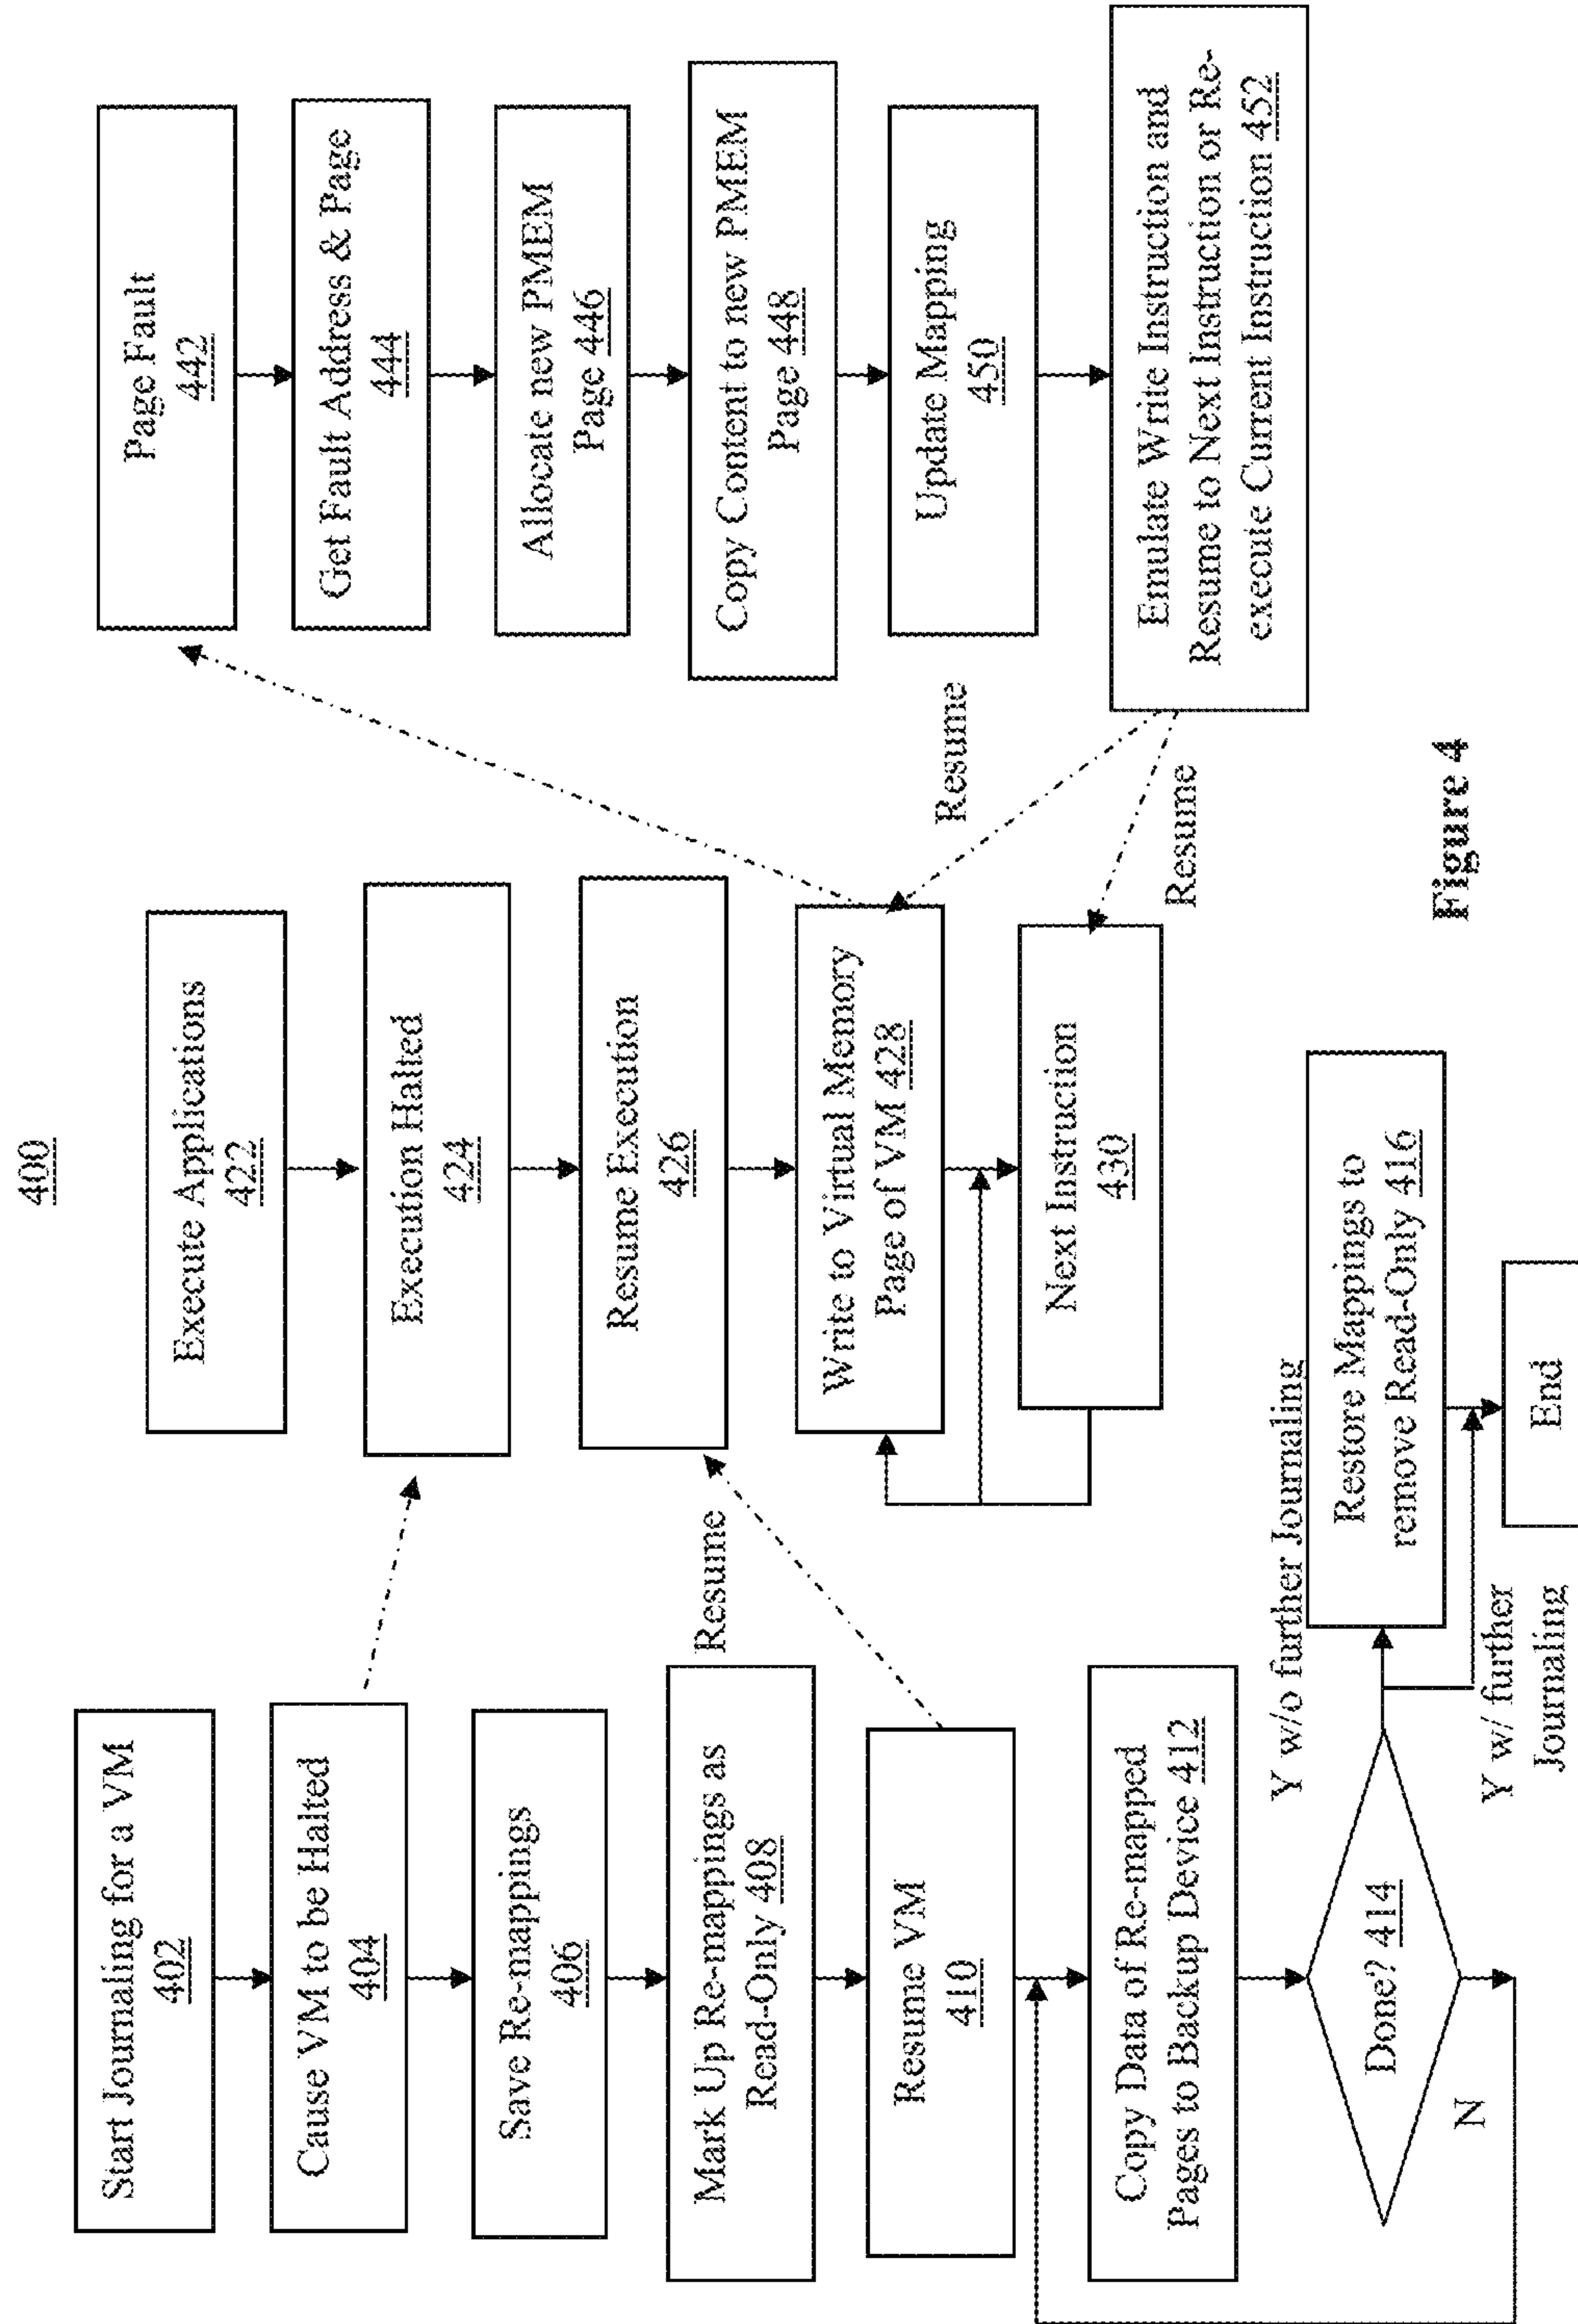 400
Start Journaling for a VM
402
Cause VM to be Halted
404
Save Re-mappings
406
Mark Up Re-mappings as
Read-Only 408
Resume VM
410
Copy Data of Re-mapped
Pages to Backup Device 412
Done? 414
N
Y w/o further Journaling
Y w/ further
Journaling
Restore Mappings to
remove Read-Only 416
End
Resume
Execute Applications
422
Execution Halted
424
Resume Execution
426
Write to Virtual Memory
Page of VM 428
Next Instruction
430
Resume
Resume
Page Fault
442
Get Fault Address & Page
444
Allocate new PMEM
Page 446
Copy Content to new PMEM
Page 448
Update Mapping
450
Emulate Write Instruction and
Resume to Next Instruction or Re-
execute Current Instruction 452
Figure 4